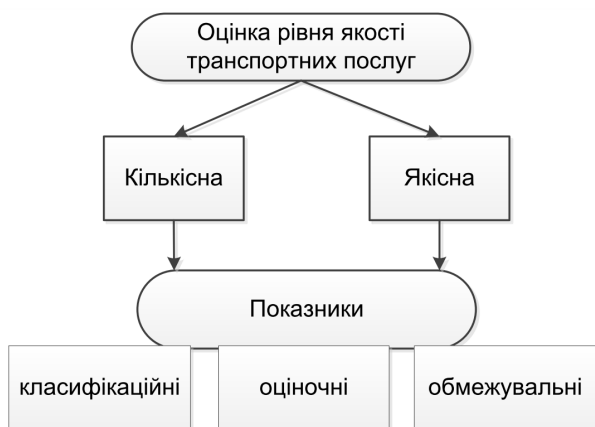 Оцінка рівня якості
транспортних послуг
Кількісна
Якісна
Показники
класифікаційні
оціночні
обмежувальні